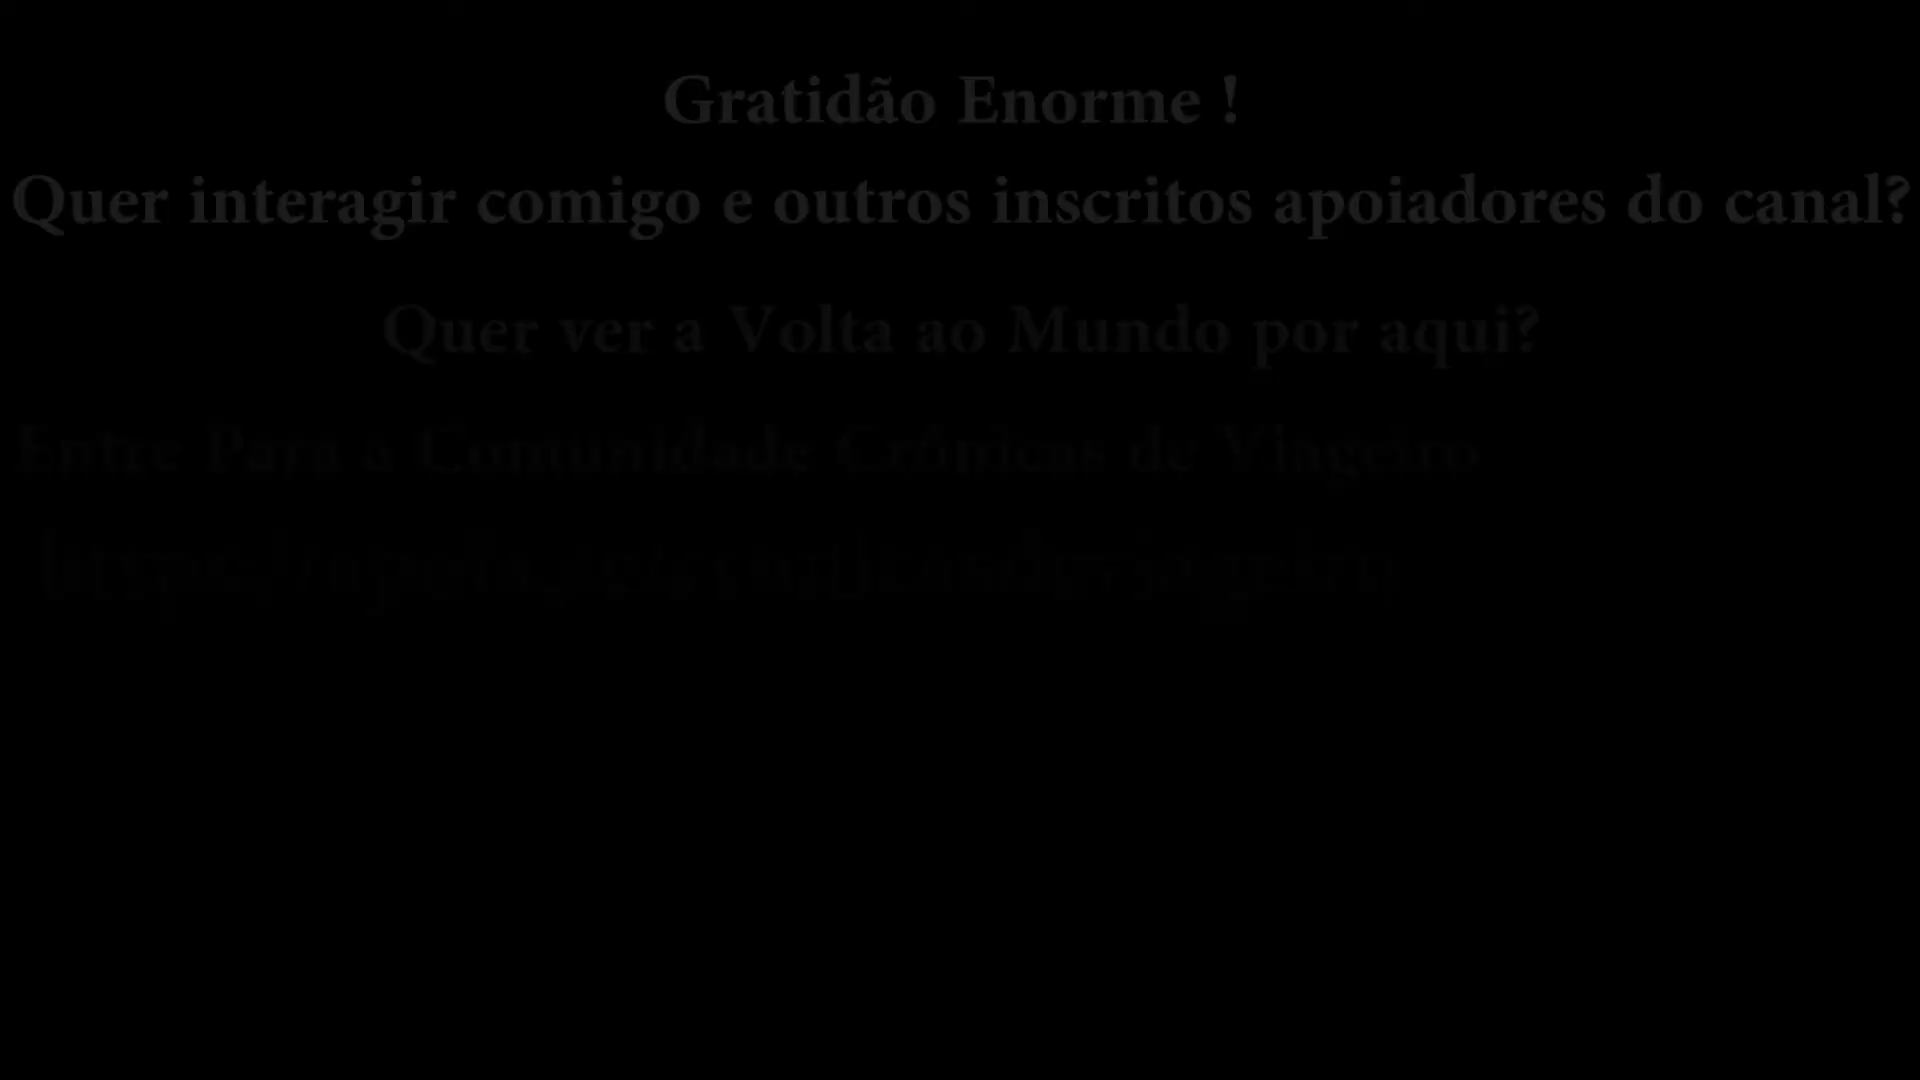 Gratidão Enorme !
Quer interagir comigo e outros inscritos apoiadores do canal?
Quer ver a Volta ao Mundo por aqui?
Entre Para a Comunidade Crônicas de Viageiro